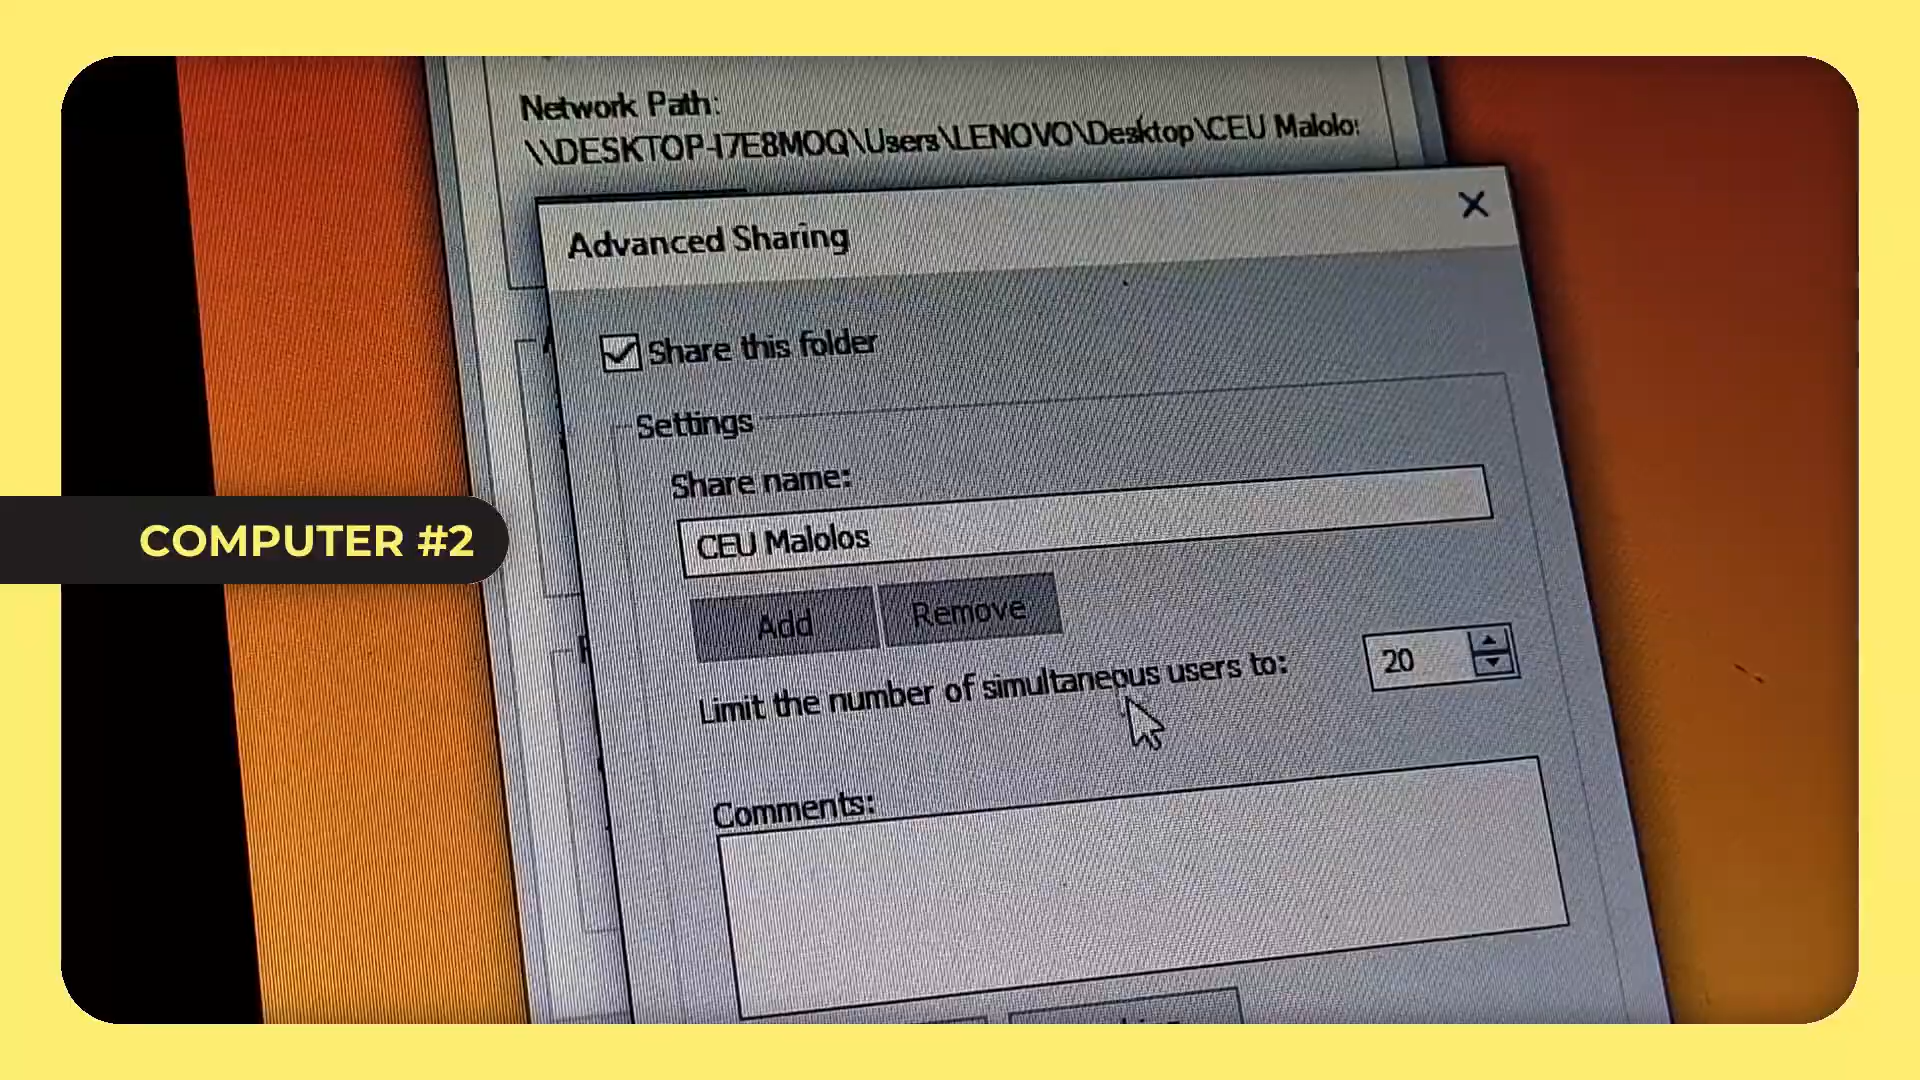 Network Path:
\\DESKTOP-I7E8MOQ\Users\LENOVO\Desktop\CEU Malolo
Advanced Sharing
Share this folder
Settings
Share name:
CEU Malolos
Add
Remove
Limit the number of simultaneous users to:
20
Comments:
COMPUTER #2